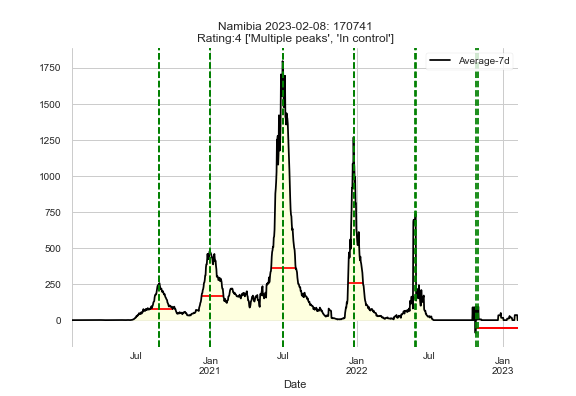 Namibia 2023-02-08: 170741
Rating:4 ['Multiple peaks', 'In control']
Average-7d
1750
1500
1250
1000
750
500
250
0
Jul
Jan
2021
Jul
Jan
2022
Jul
Jan
2023
Date